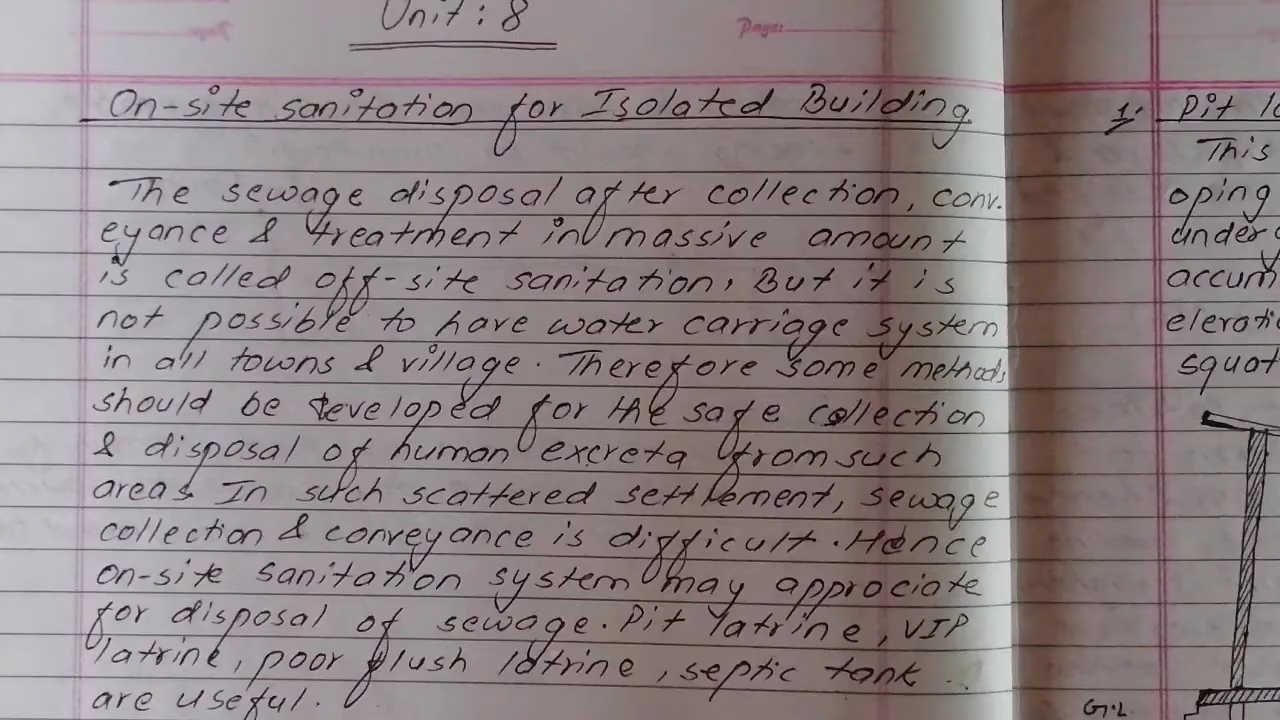 Unit : 8
Page:
On-site sanitation for Isolated Building
The sewage disposal after collection, conv.
eyance & treatment in massive amount
is called off-site sanitation. But it is
not possible to have water carriage system
in all towns & village. Therefore some methods
should be developed for the safe collection
& disposal of human excreta from such
areas. In such scattered settlement, sewage
collection & conveyance is difficult. Hence
on-site sanitation system may approciate
for disposal of sewage. Pit latrine, VIP
latrine, poor flush latrine, septic tank
are useful.
1. Pit l
This
oping
under
accum
elerati
squat
G.L